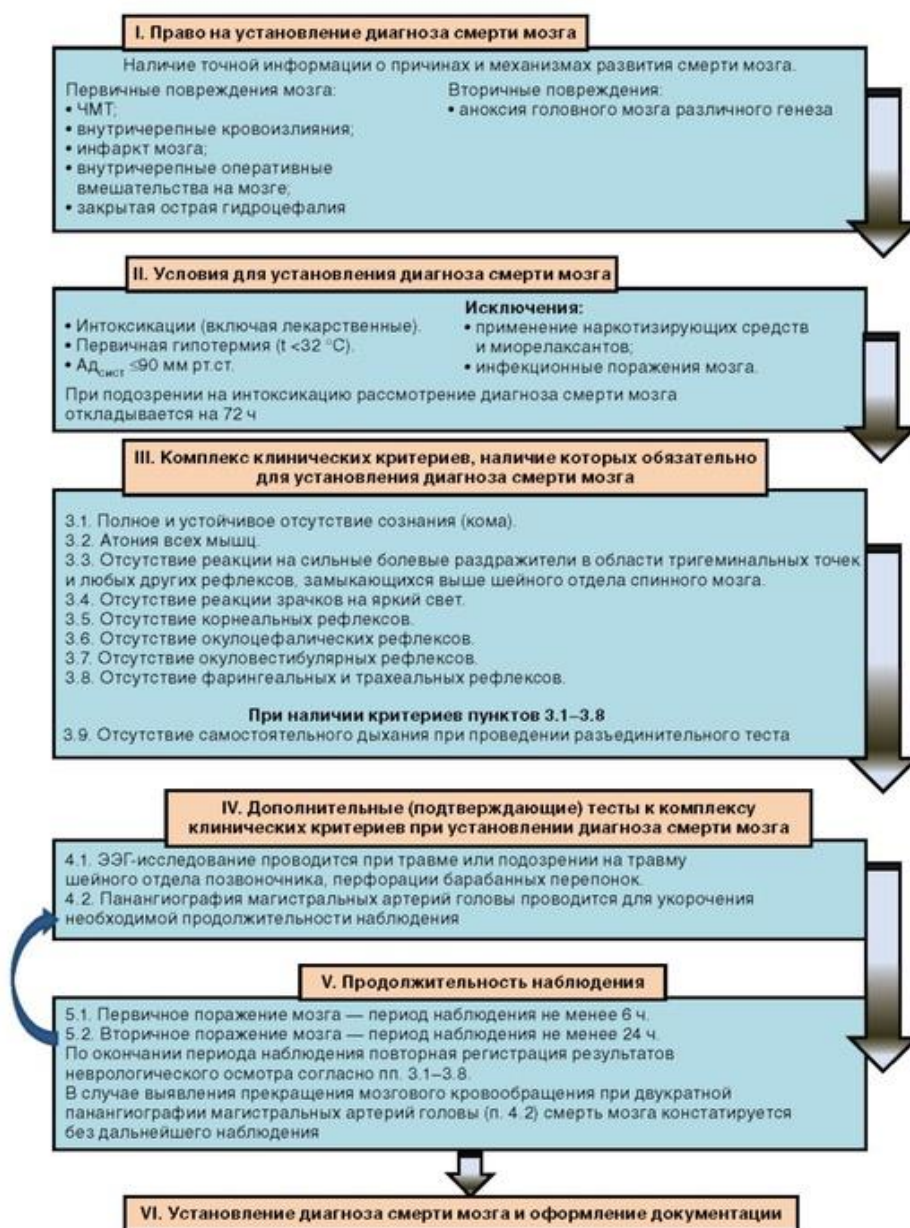 I. Право на установление диагноза смерти мозга
Наличие точной информации о причинах и механизмах развития смерти мозга.
Первичные повреждения мозга:
• ЧМТ;
• внутричерепные кровоизлияния;
• инфаркт мозга;
• внутричерепные оперативные
вмешательства на мозге;
• закрытая острая гидроцефалия
Вторичные повреждения:
• аноксия головного мозга различного генеза
II. Условия для установления диагноза смерти мозга
• Интоксикации (включая лекарственные).
• Первичная гипотермия (t <32 °C).
• Ад сист ≤90 мм рт.ст.
Исключения:
• применение наркотизирующих средств
и миорелаксантов;
• инфекционные поражения мозга.
При подозрении на интоксикацию рассмотрение диагноза смерти мозга
откладывается на 72 ч
III. Комплекс клинических критериев, наличие которых обязательно
для установления диагноза смерти мозга
3.1. Полное и устойчивое отсутствие сознания (кома).
3.2. Атония всех мышц.
3.3. Отсутствие реакции на сильные болевые раздражители в области тригеминальных точек
и любых других рефлексов, замыкающихся выше шейного отдела спинного мозга.
3.4. Отсутствие реакции зрачков на яркий свет.
3.5. Отсутствие корнеальных рефлексов.
3.6. Отсутствие окулоцефалических рефлексов.
3.7. Отсутствие окуловестибулярных рефлексов.
3.8. Отсутствие фарингеальных и трахеальных рефлексов.
При наличии критериев пунктов 3.1–3.8
3.9. Отсутствие самостоятельного дыхания при проведении разъединительного теста
IV. Дополнительные (подтверждающие) тесты к комплексу
клинических критериев при установлении диагноза смерти мозга
4.1. ЭЭГ-исследование проводится при травме или подозрении на травму
шейного отдела позвоночника, перфорации барабанных перепонок.
4.2. Панангиография магистральных артерий головы проводится для укорочения
необходимой продолжительности наблюдения
V. Продолжительность наблюдения
5.1. Первичное поражение мозга — период наблюдения не менее 6 ч.
5.2. Вторичное поражение мозга — период наблюдения не менее 24 ч.
По окончании периода наблюдения повторная регистрация результатов
неврологического осмотра согласно пп. 3.1–3.8.
В случае выявления прекращения мозгового кровообращения при двукратной
панангиографии магистральных артерий головы (п. 4.2) смерть мозга констатируется
без дальнейшего наблюдения
VI. Установление диагноза смерти мозга и оформление документации